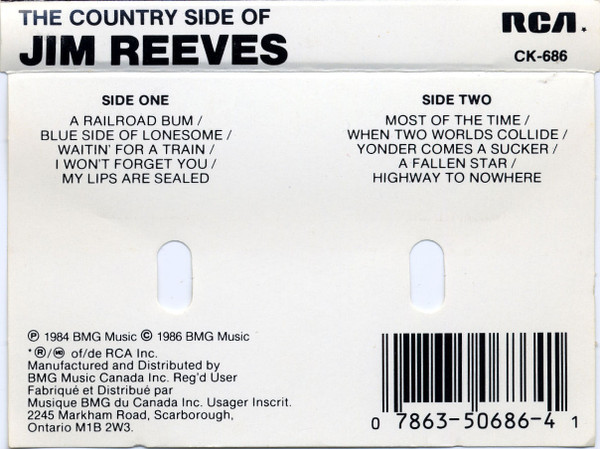 THE COUNTRY SIDE OF
JIM REEVES
RCA.
CK-686
SIDE ONE
A RAILROAD BUM /
BLUE SIDE OF LONESOME /
WAITIN' FOR A TRAIN /
I WON'T FORGET YOU /
MY LIPS ARE SEALED
SIDE TWO
MOST OF THE TIME /
WHEN TWO WORLDS COLLIDE /
YONDER COMES A SUCKER /
A FALLEN STAR /
HIGHWAY TO NOWHERE
℗ 1984 BMG Music © 1986 BMG Music
*®/MD of/de RCA Inc.
Manufactured and Distributed by
BMG Music Canada Inc. Reg'd User
Fabriqué et Distribué par
Musique BMG du Canada Inc. Usager Inscrit.
2245 Markham Road, Scarborough,
Ontario M1B 2W3.
0 7863-50686-4 1